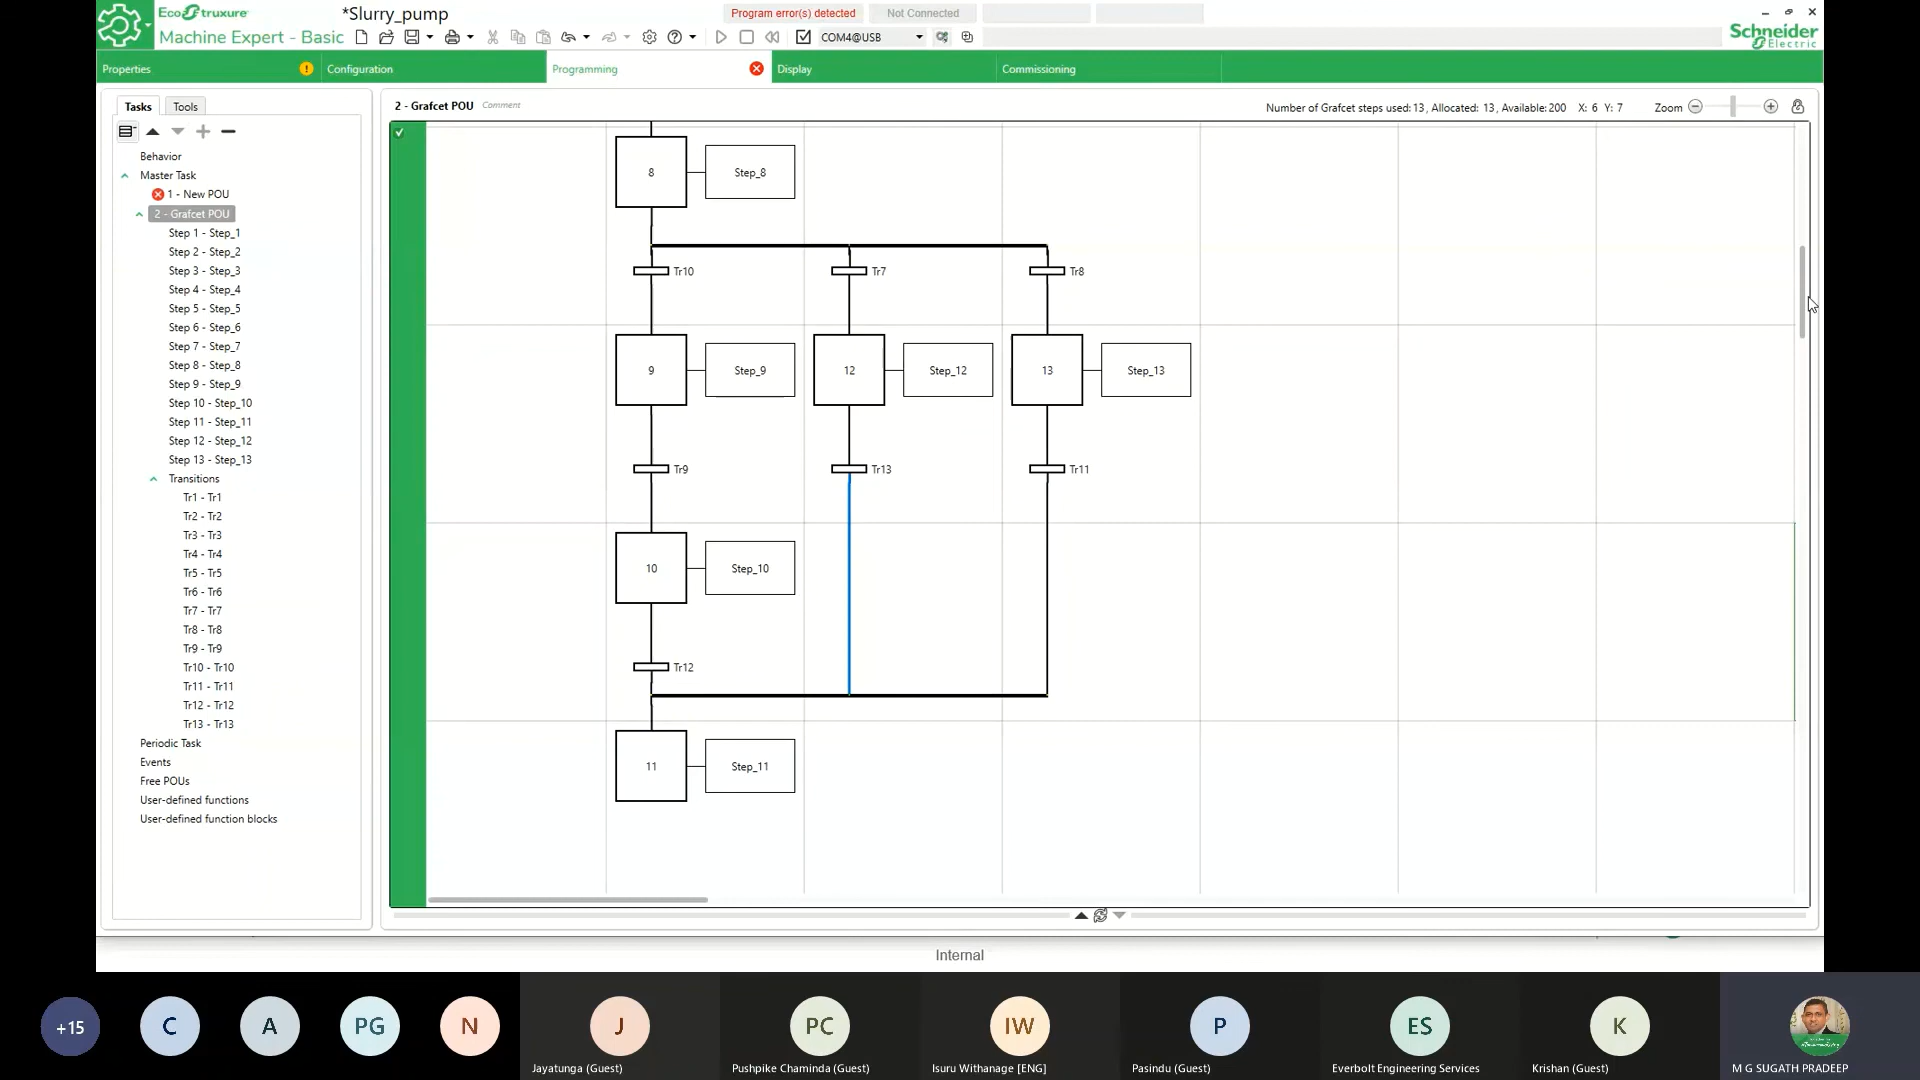 EcoStruxure
Machine Expert - Basic
*Slurry_pump
Program error(s) detected
Not Connected
COM4@USB
Schneider
Electric
Properties
Configuration
Programming
Display
Commissioning
Tasks
Tools
Behavior
Master Task
1 - New POU
2 - Grafcet POU
Step 1 - Step_1
Step 2 - Step_2
Step 3 - Step_3
Step 4 - Step_4
Step 5 - Step_5
Step 6 - Step_6
Step 7 - Step_7
Step 8 - Step_8
Step 9 - Step_9
Step 10 - Step_10
Step 11 - Step_11
Step 12 - Step_12
Step 13 - Step_13
Transitions
Tr1 - Tr1
Tr2 - Tr2
Tr3 - Tr3
Tr4 - Tr4
Tr5 - Tr5
Tr6 - Tr6
Tr7 - Tr7
Tr8 - Tr8
Tr9 - Tr9
Tr10 - Tr10
Tr11 - Tr11
Tr12 - Tr12
Tr13 - Tr13
Periodic Task
Events
Free POUs
User-defined functions
User-defined function blocks
2 - Grafcet POU Comment
Number of Grafcet steps used: 13, Allocated: 13, Available: 200 X: 6 Y: 7 Zoom
8 Step_8
Tr10 Tr7 Tr8
9 Step_9 12 Step_12 13 Step_13
Tr9 Tr13 Tr11
10 Step_10
Tr12
11 Step_11
Internal
+15 C A PG N J PC IW P ES K
Jayatunga (Guest) Pushpike Chaminda (Guest) Isuru Withanage [ENG] Pasindu (Guest) Everbolt Engineering Services Krishan (Guest) M G SUGATH PRADEEP